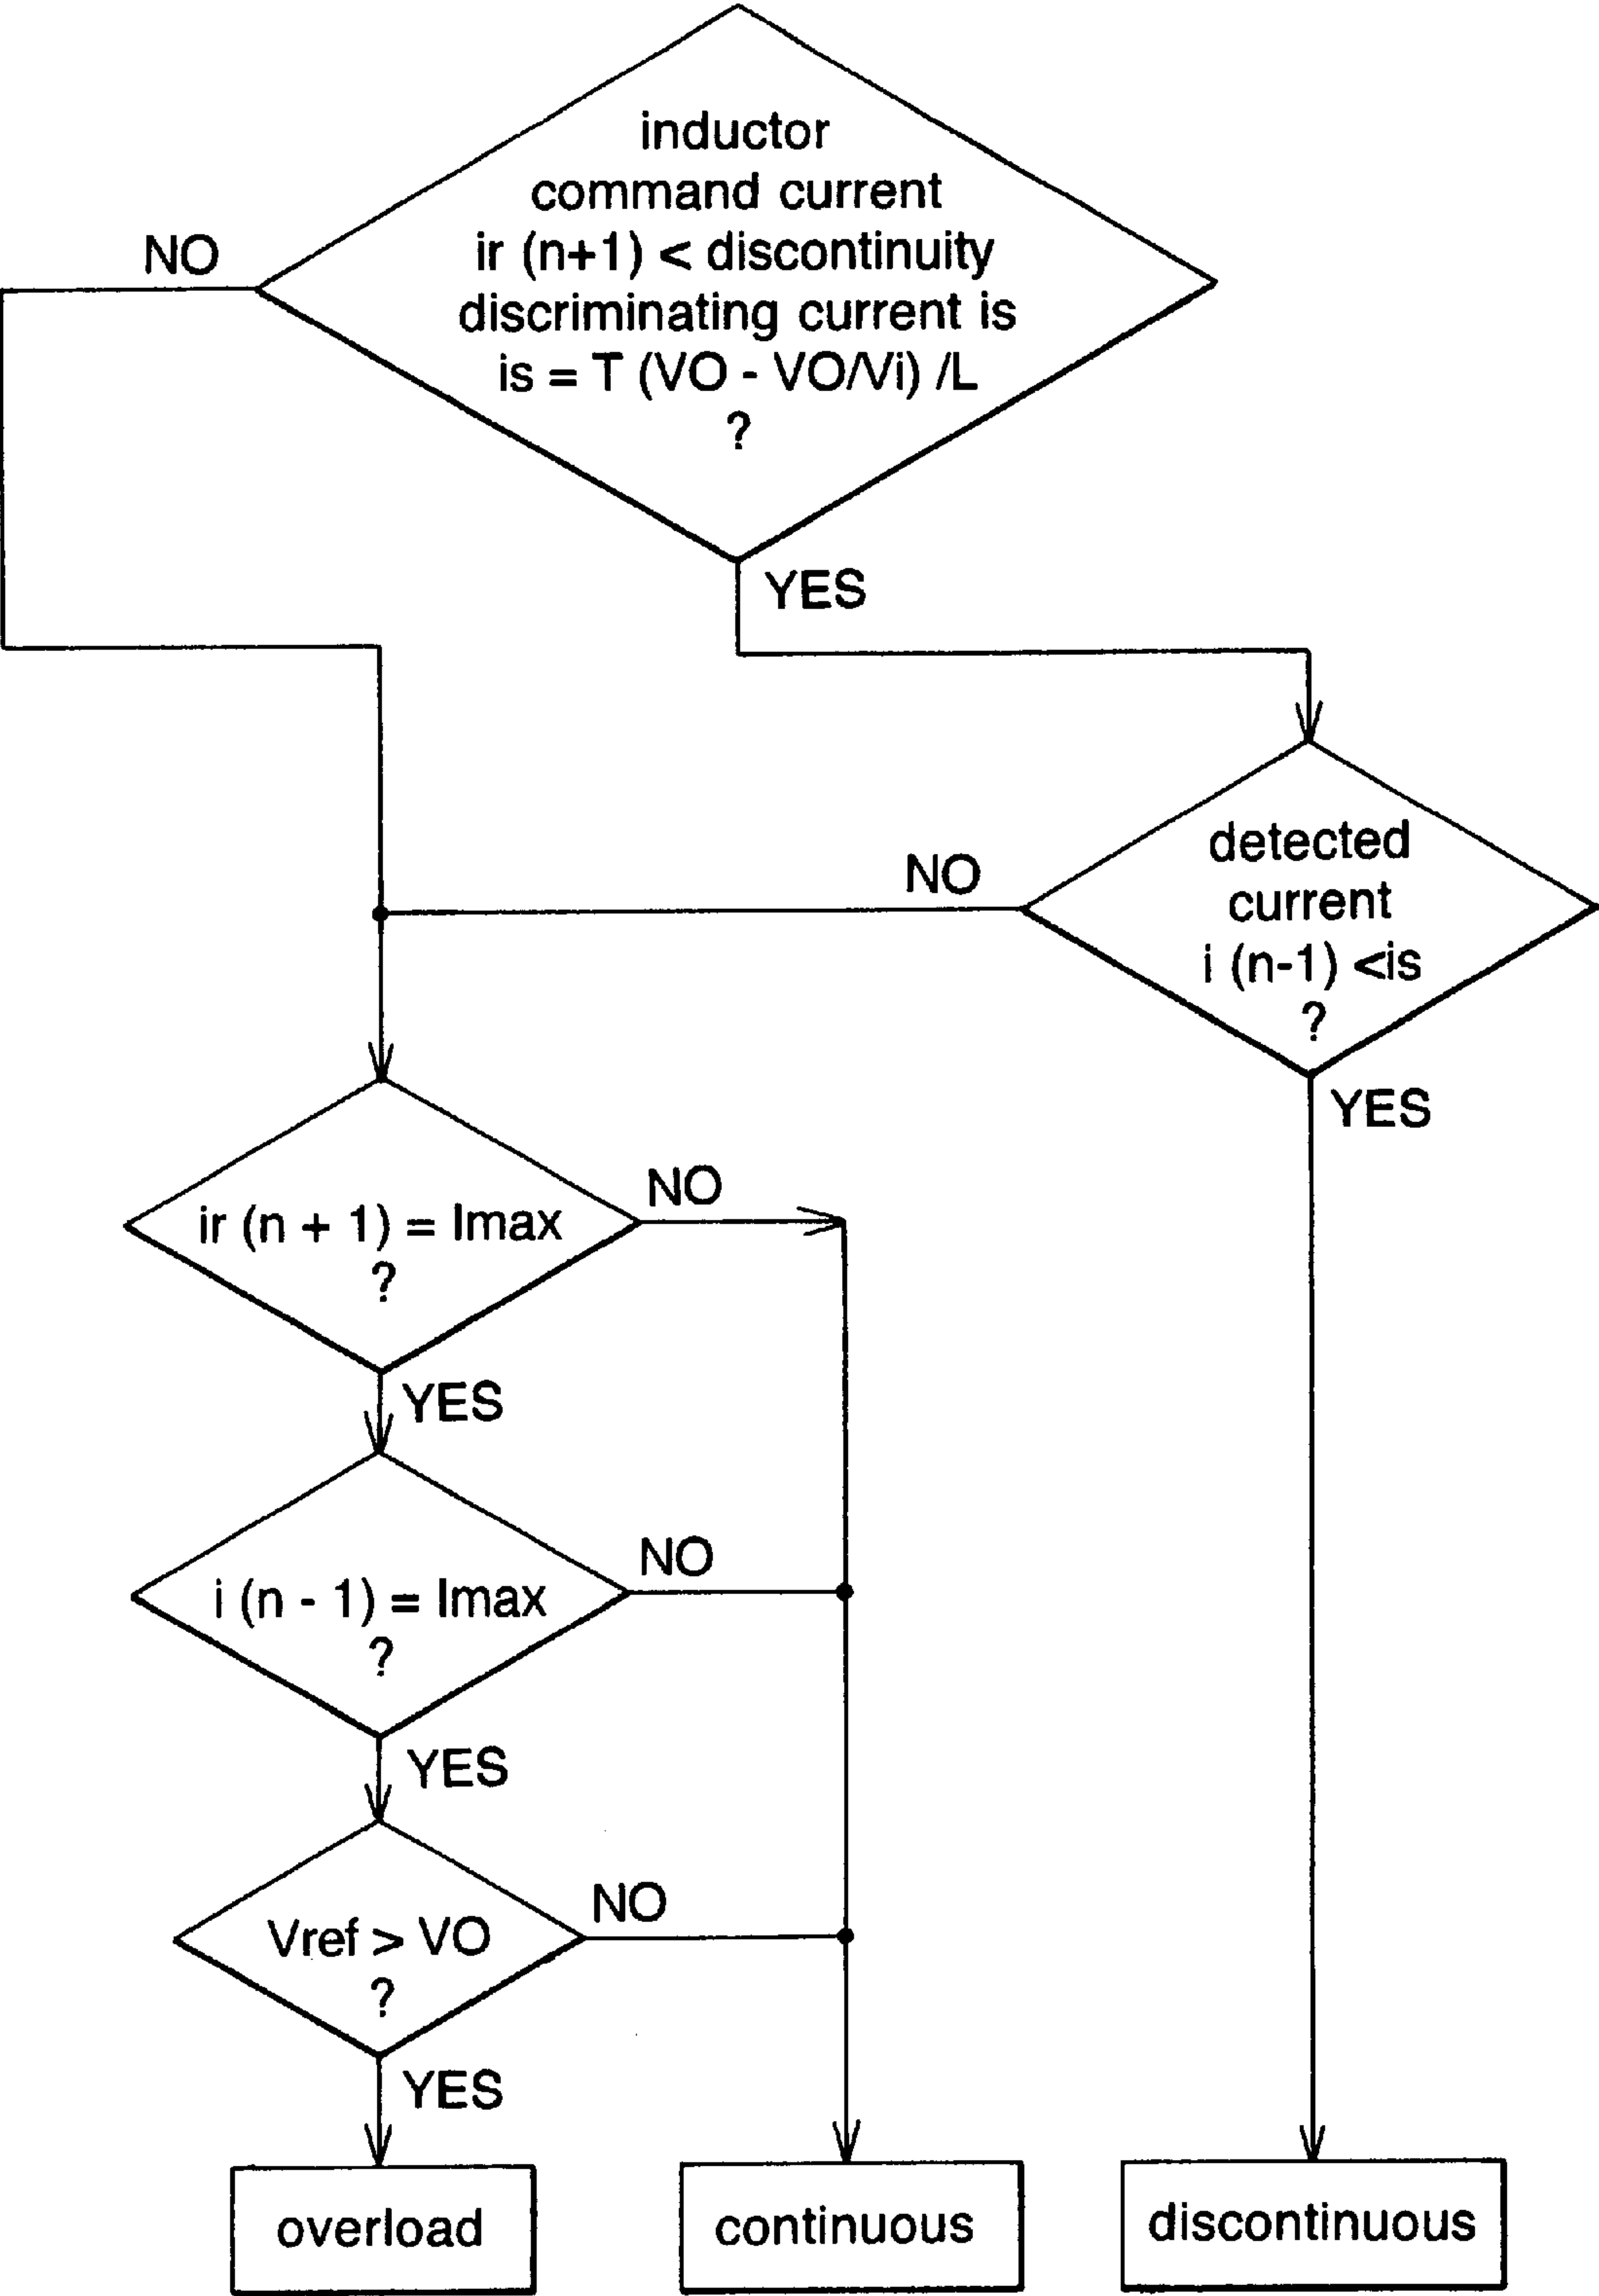 inductor
command current
ir (n+1) < discontinuity
discriminating current is
is = T (VO - VO/Vi) /L
?
NO
YES
detected
current
i (n-1) <is
?
NO
YES
ir (n + 1) = Imax
?
NO
YES
i (n - 1) = Imax
?
NO
YES
Vref > VO
?
NO
YES
overload
continuous
discontinuous